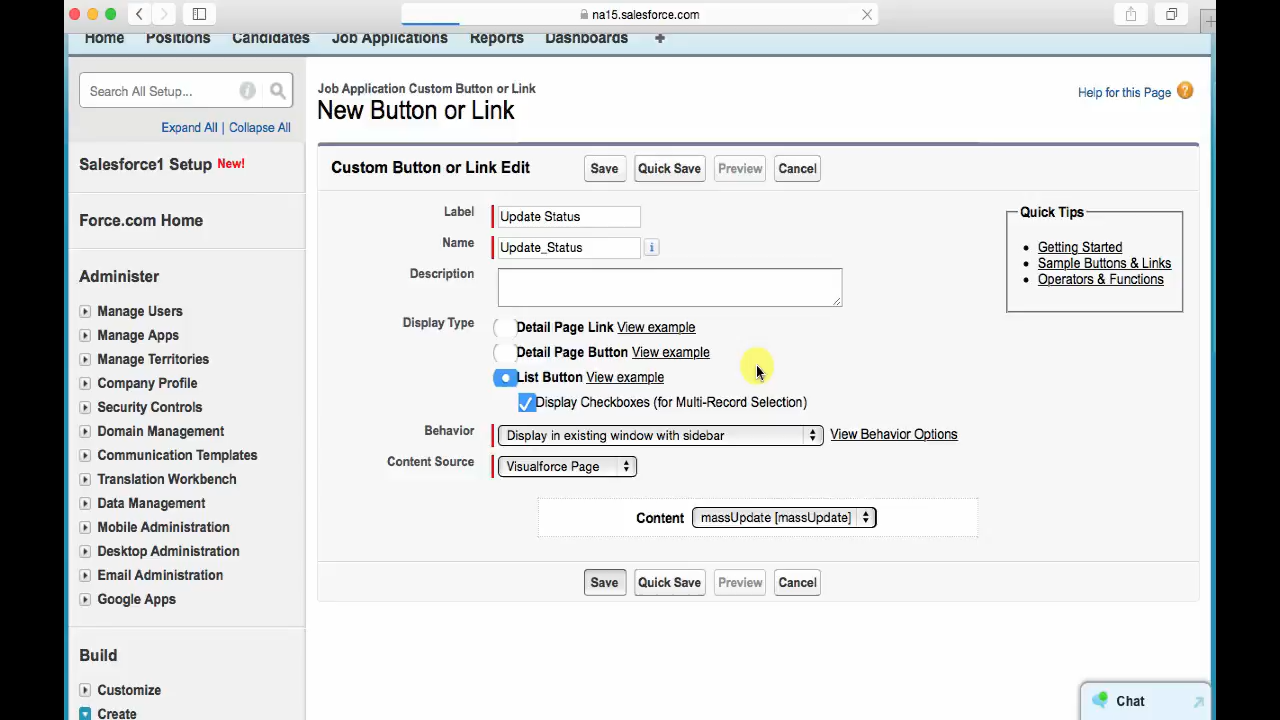 na15.salesforce.com
Home Positions Candidates Job Applications Reports Dashboards +
Search All Setup...
Expand All | Collapse All
Salesforce1 Setup New!
Force.com Home
Administer
Manage Users
Manage Apps
Manage Territories
Company Profile
Security Controls
Domain Management
Communication Templates
Translation Workbench
Data Management
Mobile Administration
Desktop Administration
Email Administration
Google Apps
Build
Customize
Create
Job Application Custom Button or Link
New Button or Link
Help for this Page ?
Custom Button or Link Edit Save Quick Save Preview Cancel
Label Update Status
Name Update_Status i
Description
Display Type Detail Page Link View example
Detail Page Button View example
List Button View example
Display Checkboxes (for Multi-Record Selection)
Behavior Display in existing window with sidebar View Behavior Options
Content Source Visualforce Page
Content massUpdate [massUpdate]
Save Quick Save Preview Cancel
Quick Tips
• Getting Started
• Sample Buttons & Links
• Operators & Functions
Chat